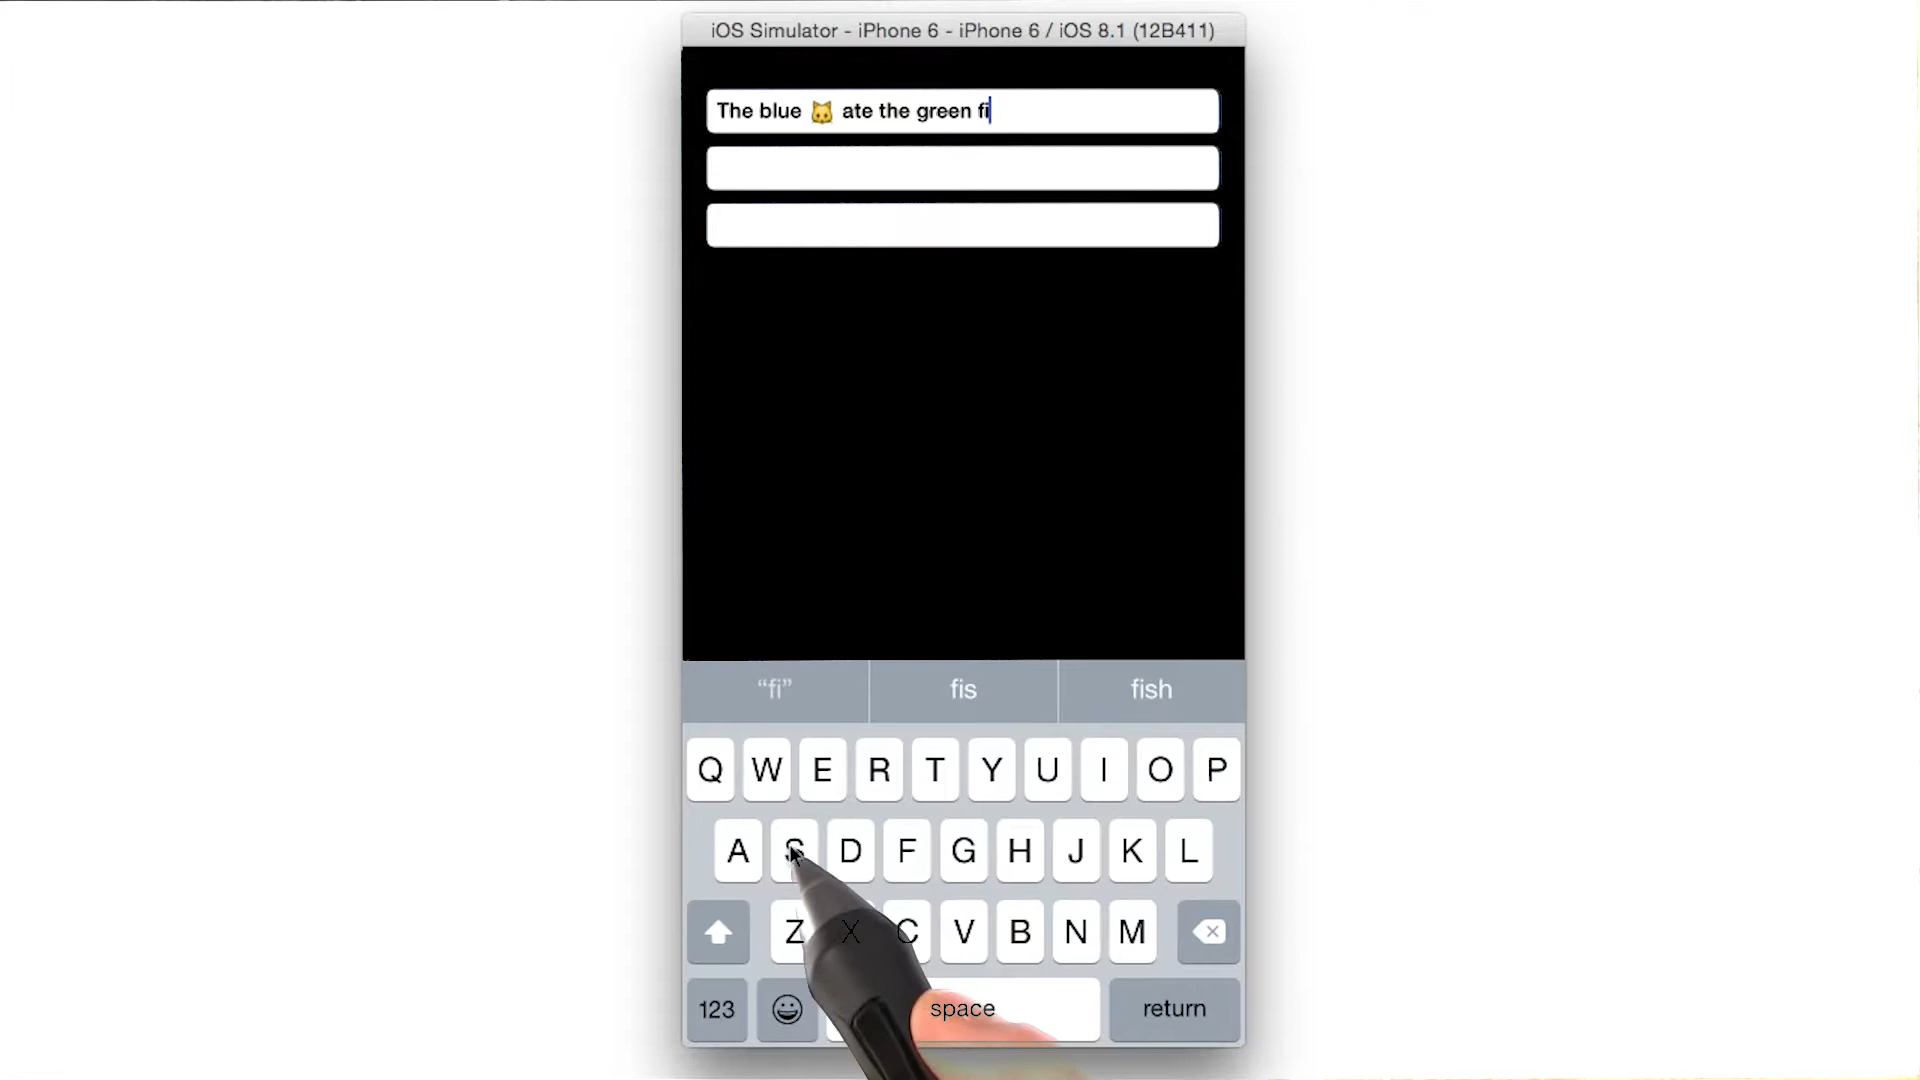 iOS Simulator - iPhone 6 - iPhone 6 / iOS 8.1 (12B411)
The blue 🐱 ate the green fi
“fi” fis fish
Q W E R T Y U I O P
A S D F G H J K L
Z X C V B N M
123 space return